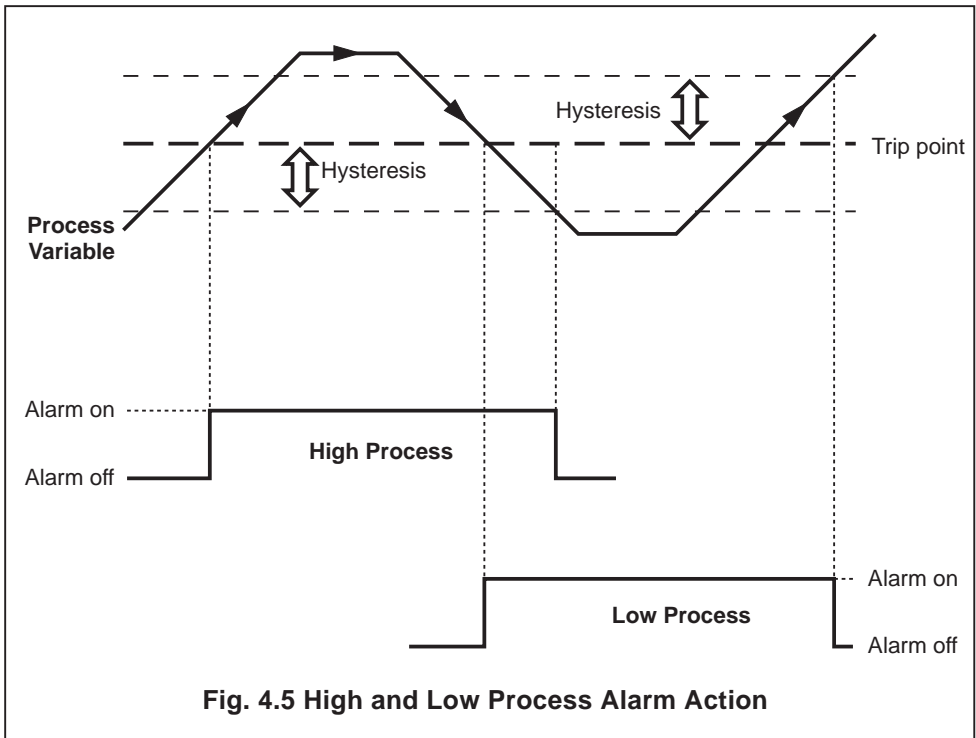 Hysteresis
Trip point
Hysteresis
Process
Variable
Alarm on
High Process
Alarm off
Alarm on
Low Process
Alarm off
Fig. 4.5 High and Low Process Alarm Action